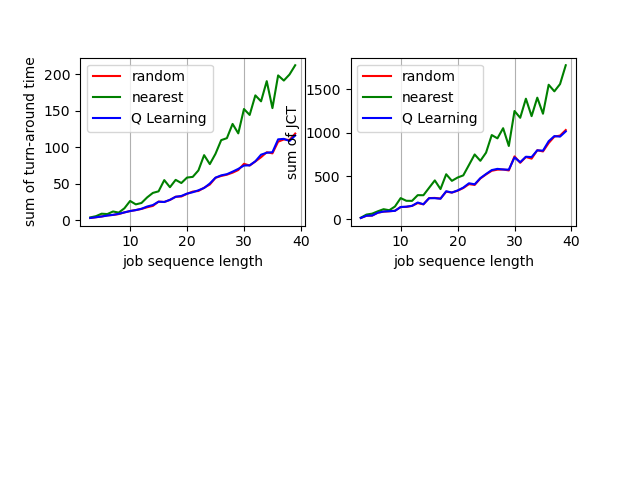 sum of turn-around time
200
150
100
50
0
random
nearest
Q Learning
10
20
30
40
job sequence length
sum of JCT
1500
1000
500
0
random
nearest
Q Learning
10
20
30
40
job sequence length